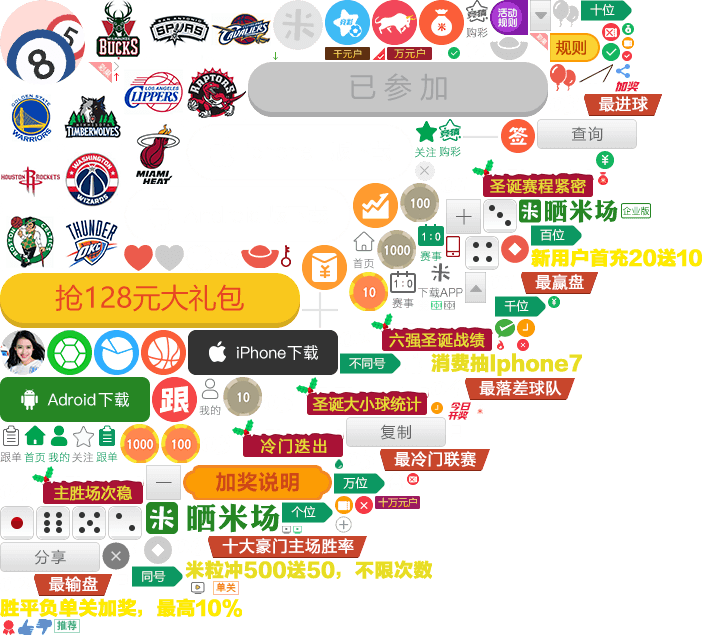 5
8
BUCKS
SAN ANTONIO
SPURS
CAVALIERS
米
竞彩
米
购彩
活动
规则
十位
千元户
万元户
必赢
规则
加奖
最进球
GOLDEN STATE
WARRIORS
MINNESOTA
TIMBERWOLVES
LOS ANGELES
CLIPPERS
RAPTORS
已参加
关注
购彩
签
查询
HOUSTON ROCKETS
WASHINGTON
WIZARDS
MIAMI
HEAT
圣诞赛程紧密
100
米 晒米场 企业版
百位
BOSTON
CELTICS
THUNDER
OKC
首页
1000
1:0
赛事
新用户首充20送10
最赢盘
抢128元大礼包
10
1:0
赛事
米
下载APP
千位
六强圣诞战绩
消费抽Iphone7
iPhone下载
不同号
最落差球队
Adroid下载
跟
我的
10
圣诞大小球统计
今日
开奖
复制
跟单
首页
我的
关注
跟单
1000
100
冷门迭出
最冷门联赛
主胜场次稳
加奖说明
万位
十万元户
米 晒米场
个位
十大豪门主场胜率
分享
同号
米粒冲500送50，不限次数
最输盘
单关
胜平负单关加奖，最高10%
推荐